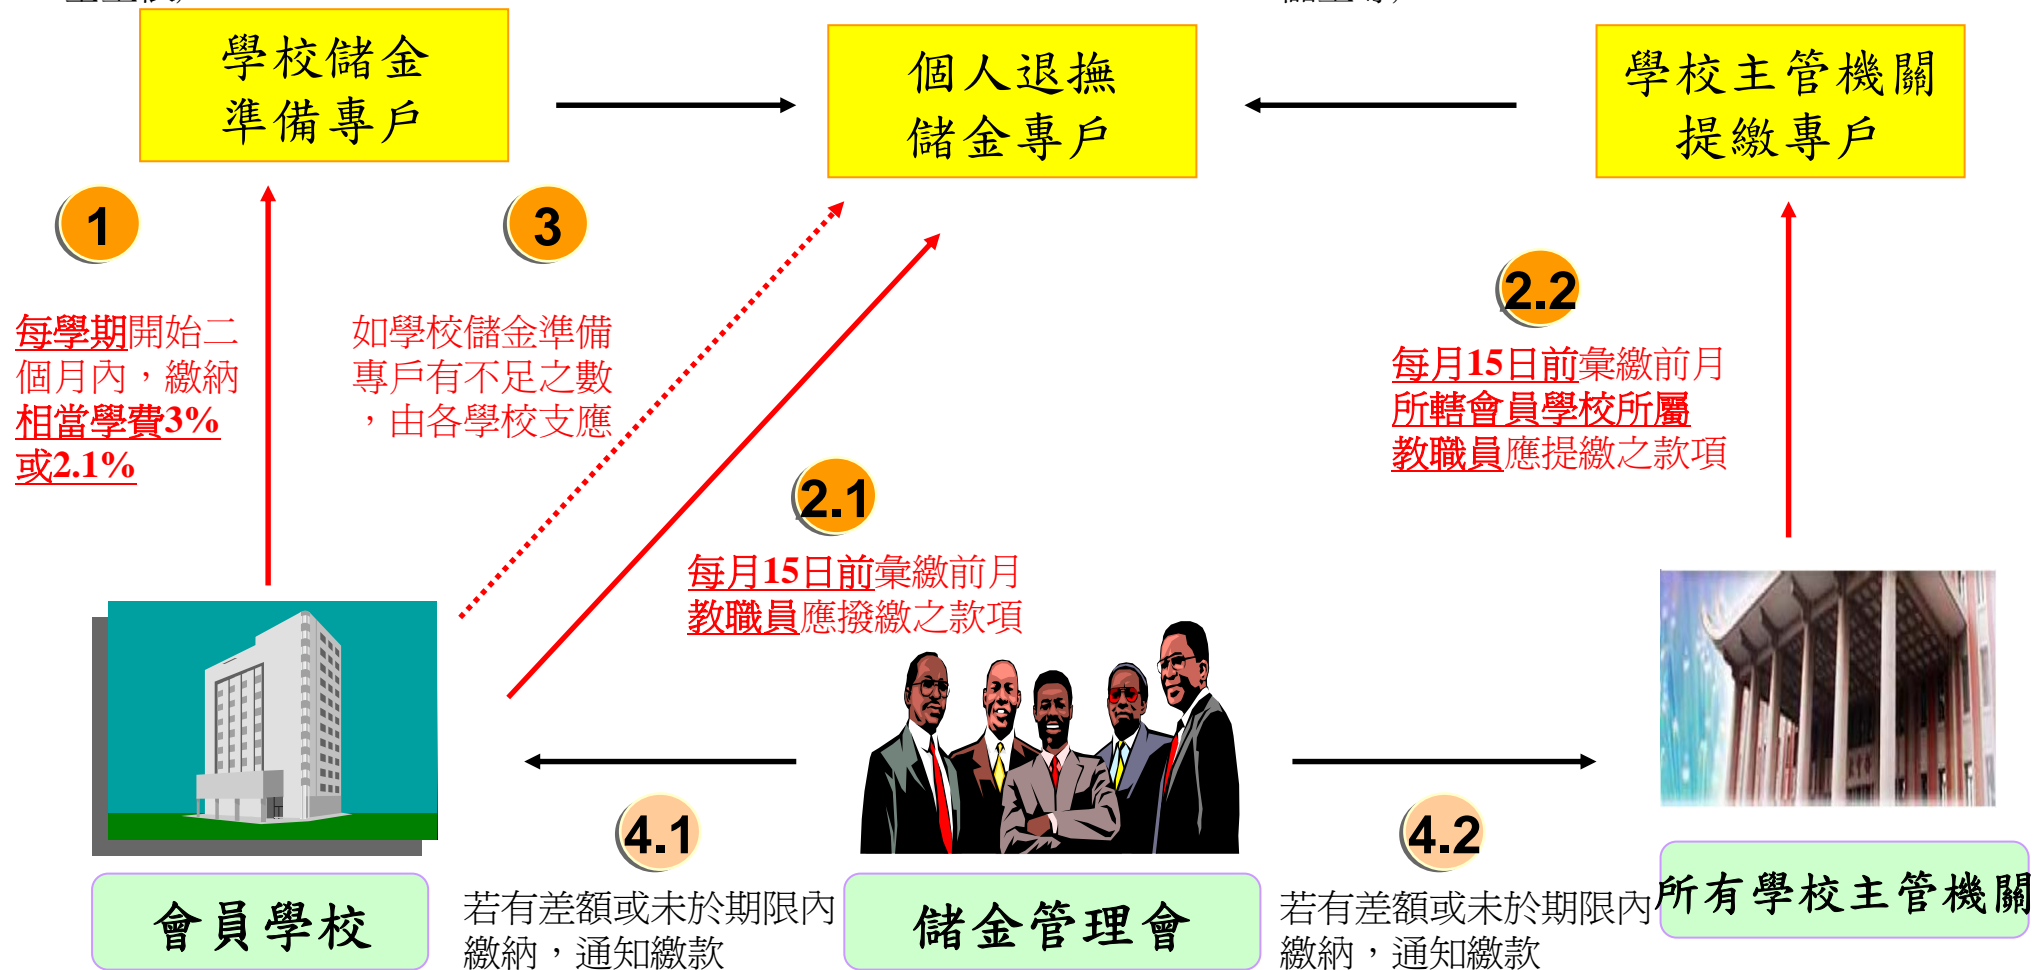 學校儲金
準備專戶
個人退撫
儲金專戶
學校主管機關
提繳專戶
1
每學期開始二
個月內，繳納
相當學費3%
或2.1%
3
如學校儲金準備
專戶有不足之數
，由各學校支應
2.2
每月15日前彙繳前月
所轄會員學校所屬
教職員應提繳之款項
2.1
每月15日前彙繳前月
教職員應撥繳之款項
4.1
若有差額或未於期限內
繳納，通知繳款
4.2
若有差額或未於期限內
繳納，通知繳款
會員學校
儲金管理會
所有學校主管機關